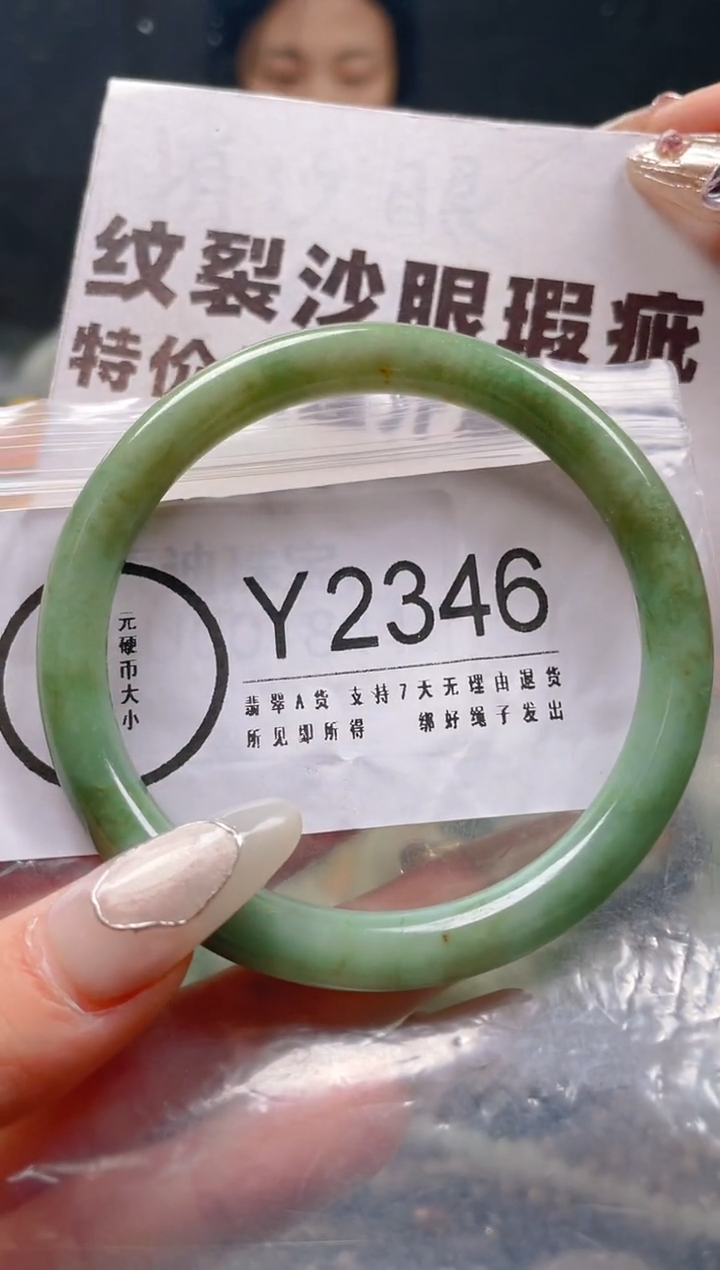 纹裂沙眼瑕疵
特价
元硬币大小
Y2346
翡翠A货 支持7天无理由退货
所见即所得 绑好绳子发出